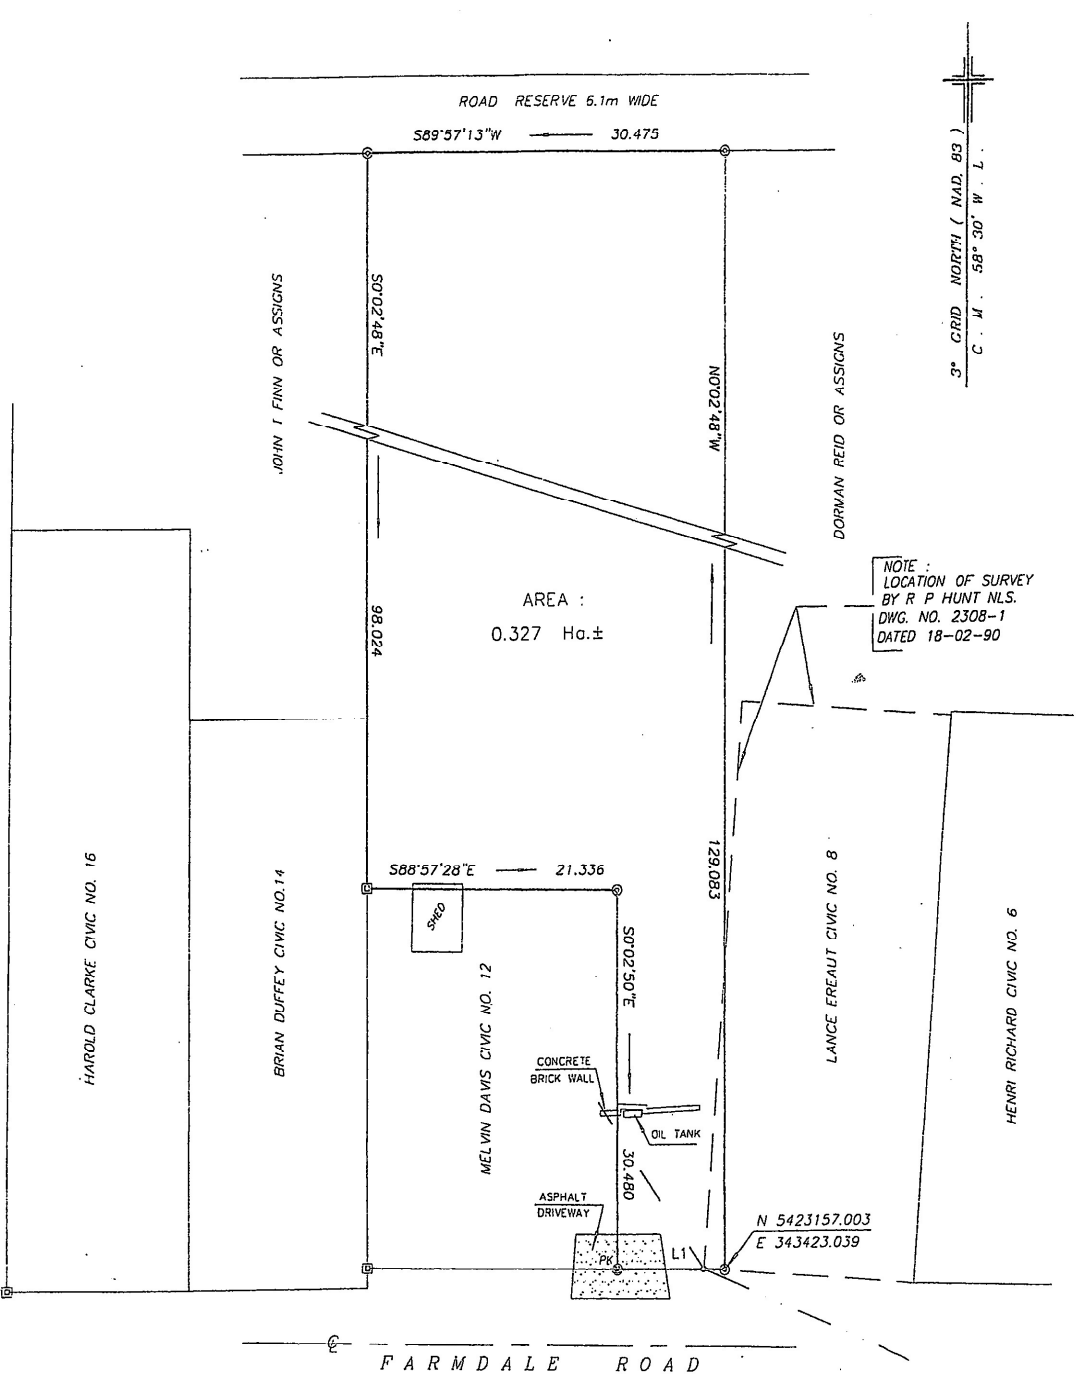 ROAD RESERVE 6.1m WIDE
S89°57'13"W 30.475
3° GRID NORTH ( NAD. 83 )
C . M . 58° 30' W . L .
JOHN I FINN OR ASSIGNS
S0°02'48"E
N0°02'48"W
DORMAN REID OR ASSIGNS
NOTE :
LOCATION OF SURVEY
BY R P HUNT NLS.
DWG. NO. 2308-1
DATED 18-02-90
AREA :
0.327 Ha.±
98.024
129.083
S88°57'28"E 21.336
SHED
S0°02'50"E
HAROLD CLARKE CIVIC NO. 16
BRIAN DUFFEY CIVIC NO.14
MELVIN DAVIS CIVIC NO. 12
LANCE EREAUT CIVIC NO. 8
HENRI RICHARD CIVIC NO. 6
CONCRETE
BRICK WALL
OIL TANK
30.480
ASPHALT
DRIVEWAY
PK
L1
N 5423157.003
E 343423.039
FARMDALE ROAD